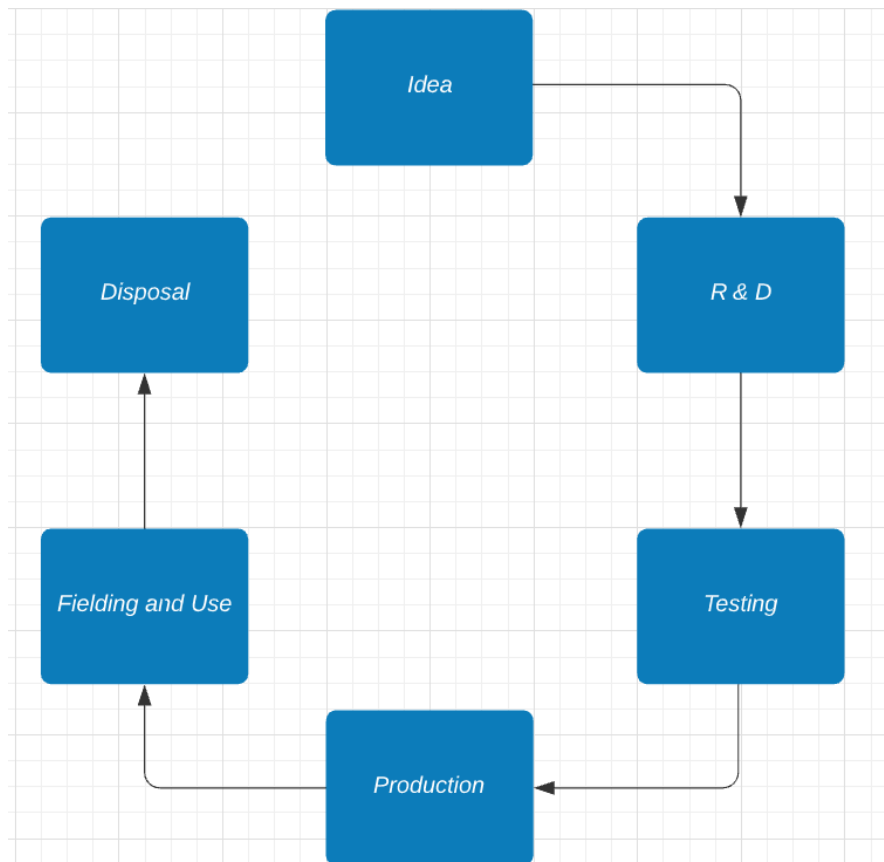 Idea
R & D
Testing
Production
Fielding and Use
Disposal